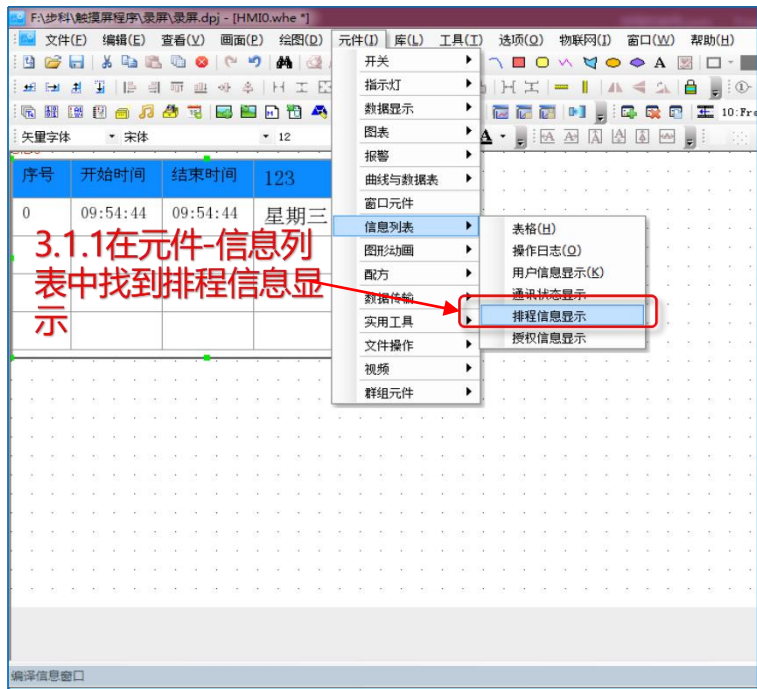 F:\步科\触摸屏程序\录屏\录屏.dpj - [HMI0.whe *]
文件(F) 编辑(E) 查看(V) 画面(P) 绘图(D) 元件(I) 库(L) 工具(T) 选项(O) 物联网(I) 窗口(W) 帮助(H)
矢量字体 宋体 12
10:Fre
开关
指示灯
数据显示
图表
报警
曲线与数据表
窗口元件
信息列表
图形动画
配方
数据传输
实用工具
文件操作
视频
群组元件
表格(H)
操作日志(O)
用户信息显示(K)
通讯状态显示
排程信息显示
授权信息显示
序号 开始时间 结束时间 123
0 09:54:44 09:54:44 星期三
3.1.1在元件-信息列
表中找到排程信息显
示
编译信息窗口